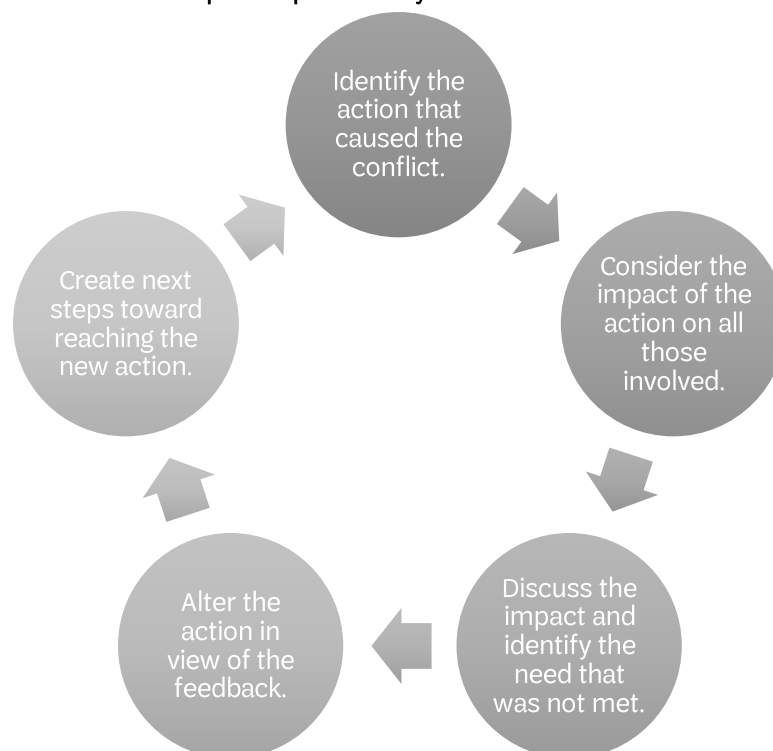 Identify the
action that
caused the
conflict.
Consider the
impact of the
action on all
those
involved.
Discuss the
impact and
identify the
need that
was not met.
Alter the
action in
view of the
feedback.
Create next
steps toward
reaching the
new action.